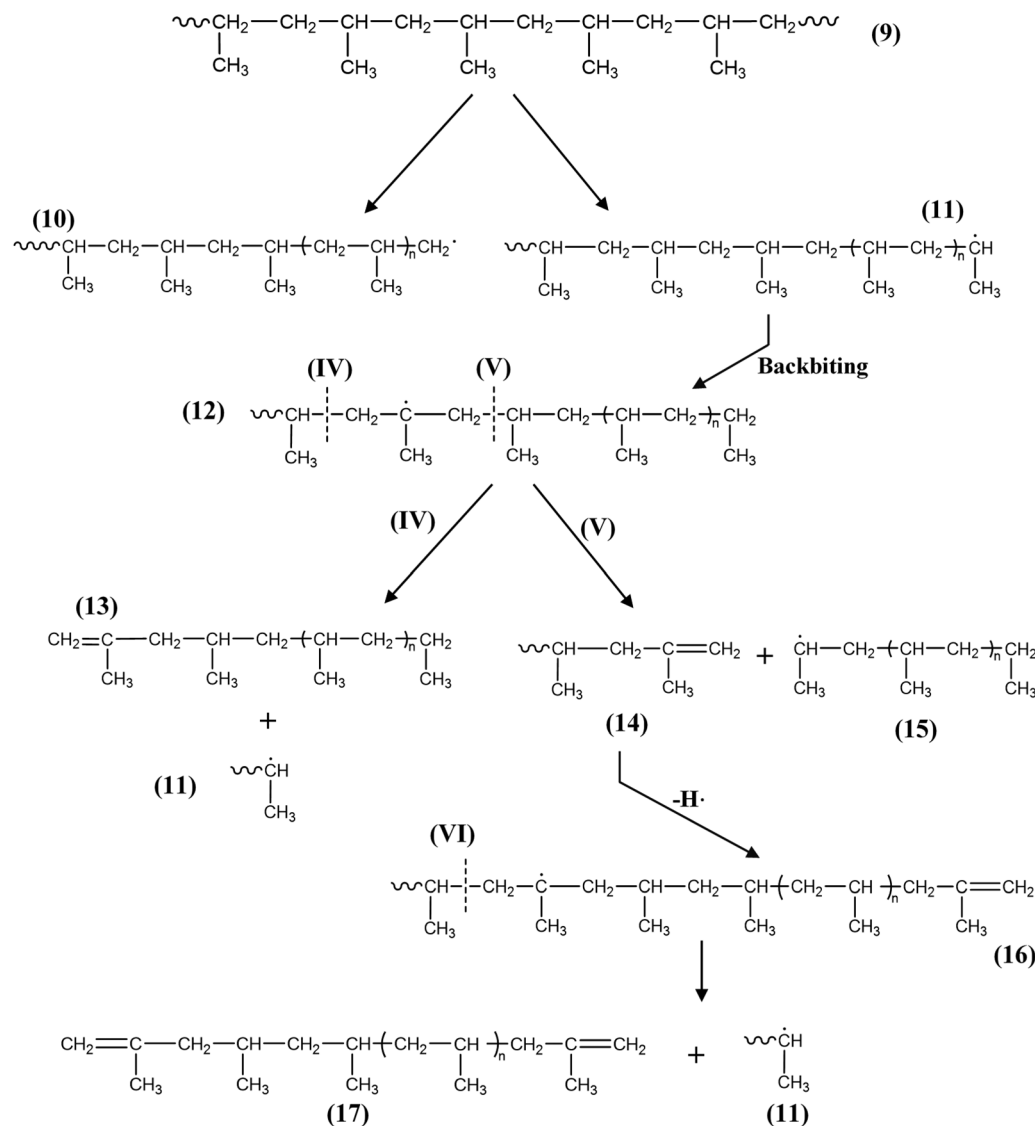 CH₂ CH₂ CH CH₂ CH CH₂ CH CH₂ CH CH₂ (9)
CH₃ CH₃ CH₃ CH₃ CH₃
(10) (11)
CH CH₂ CH CH₂ CH CH₂ CH n CH₂· CH CH₂ CH CH₂ CH CH₂ CH CH₂ n ĊH
CH₃ CH₃ CH₃ CH₃ CH₃ CH₃ CH₃ CH₃ CH₃
Backbiting
(IV) (V)
(12) CH CH₂ Ċ CH₂ CH CH₂ CH CH₂ n CH₂
CH₃ CH₃ CH₃ CH₃ CH₃
(IV) (V)
(13)
CH₂=C CH₂ CH CH₂ CH CH₂ n CH₂ CH CH₂ C=CH₂ + ĊH CH₂ CH CH₂ n CH₂
CH₃ CH₃ CH₃ CH₃ CH₃ CH₃ CH₃ CH₃ CH₃
+ (14) (15)
(11) ĊH
CH₃
-H·
(VI)
CH CH₂ Ċ CH₂ CH CH₂ CH CH₂ CH n CH₂ C=CH₂
CH₃ CH₃ CH₃ CH₃ CH₃ CH₃
(16)
CH₂=C CH₂ CH CH₂ CH CH₂ CH n CH₂ C=CH₂ + ĊH
CH₃ CH₃ CH₃ CH₃ CH₃ CH₃
(17) (11)